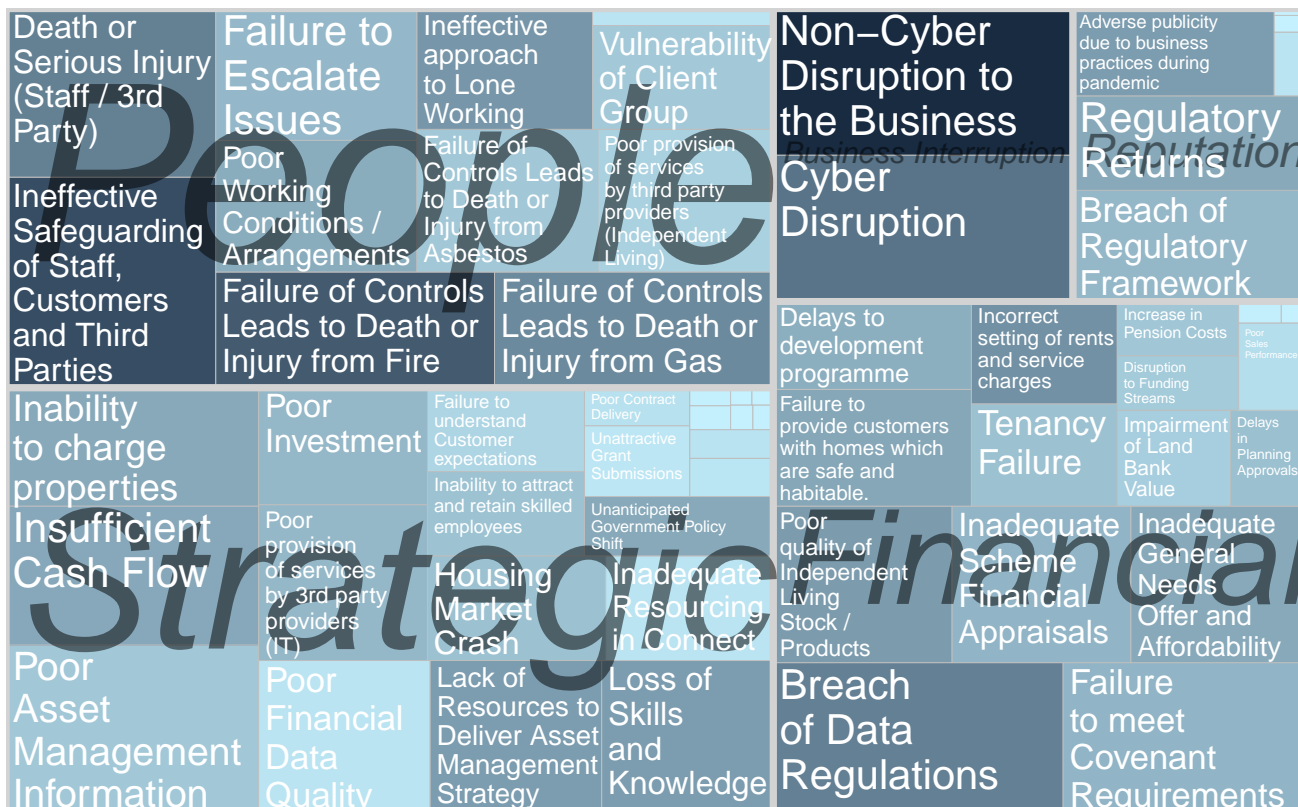 Death or
Serious Injury
(Staff / 3rd
Party)
Failure to
Escalate
Issues
Ineffective
approach
to Lone
Working
Vulnerability
of Client
Group
Ineffective
Safeguarding
of Staff,
Customers
and Third
Parties
Poor
Working
Conditions /
Arrangements
Failure of
Controls Leads
to Death or
Injury from
Asbestos
Poor provision
of services
by third party
providers
(Independent
Living)
Failure of Controls
Leads to Death or
Injury from Fire
Failure of Controls
Leads to Death or
Injury from Gas
People
Non−Cyber
Disruption to
the Business
Business Interruption
Cyber
Disruption
Adverse publicity
due to business
practices during
pandemic
Regulatory
Returns
Reputation
Breach of
Regulatory
Framework
Inability
to charge
properties
Insufficient
Cash Flow
Poor
Asset
Management
Information
Poor
Investment
Poor
provision
of services
by 3rd party
providers
(IT)
Poor
Financial
Data
Quality
Failure to
understand
Customer
expectations
Inability to attract
and retain skilled
employees
Poor Contract
Delivery
Unattractive
Grant
Submissions
Unanticipated
Government Policy
Shift
Housing
Market
Crash
Inadequate
Resourcing
in Connect
Lack of
Resources to
Deliver Asset
Management
Strategy
Loss of
Skills
and
Knowledge
Strategic
Delays to
development
programme
Incorrect
setting of rents
and service
charges
Increase in
Pension Costs
Poor
Sales
Performance
Disruption
to Funding
Streams
Failure to
provide customers
with homes which
are safe and
habitable.
Tenancy
Failure
Impairment
of Land
Bank
Value
Delays
in
Planning
Approvals
Poor
quality of
Independent
Living
Stock /
Products
Inadequate
Scheme
Financial
Appraisals
Inadequate
General
Needs
Offer and
Affordability
Financial
Breach
of Data
Regulations
Failure
to meet
Covenant
Requirements